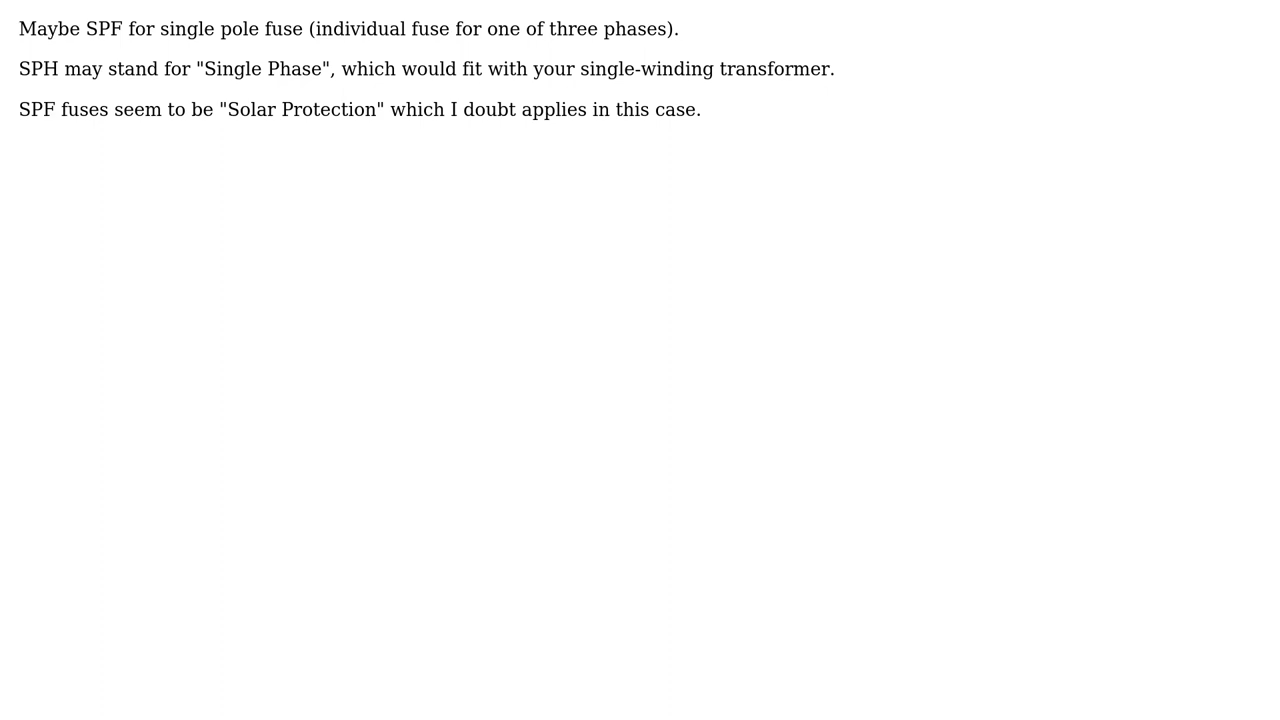 Maybe SPF for single pole fuse (individual fuse for one of three phases).
SPH may stand for "Single Phase", which would fit with your single-winding transformer.
SPF fuses seem to be "Solar Protection" which I doubt applies in this case.